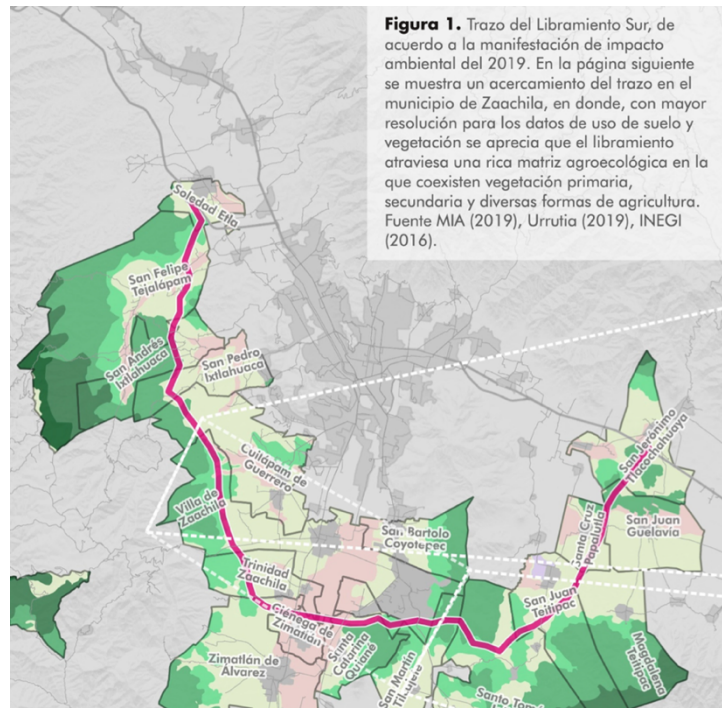 Figura 1. Trazo del Libramiento Sur, de
acuerdo a la manifestación de impacto
ambiental del 2019. En la página siguiente
se muestra un acercamiento del trazo en el
municipio de Zaachila, en donde, con mayor
resolución para los datos de uso de suelo y
vegetación se aprecia que el libramiento
atraviesa una rica matriz agroecológica en la
que coexisten vegetación primaria,
secundaria y diversas formas de agricultura.
Fuente MIA (2019), Urrutia (2019), INEGI
(2016).
Soledad Etla
San Felipe
Tejalápam
San Andrés
Ixtlahuaca
San Pedro
Ixtlahuaca
Cuilápam de
Guerrero
Villa de
Zaachila
Trinidad
Zaachila
San Bartolo
Coyotepec
San Jerónimo
Tlacochahuaya
Santa Cruz
Papalutla
San Juan
Guelavía
San Juan
Teitipac
Magdalena
Teitipac
Ciénega de
Zimatlán
Santa
Catarina
Quiané
Zimatlán de
Álvarez
San Martín
Santo